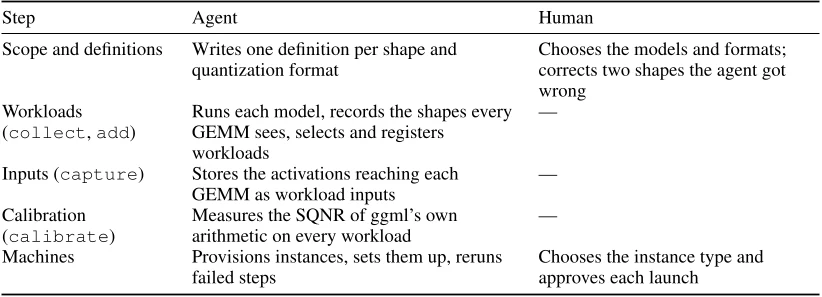 Step Agent Human
Scope and definitions Writes one definition per shape and Chooses the models and formats;
quantization format corrects two shapes the agent got
wrong
Workloads Runs each model, records the shapes every —
(collect, add) GEMM sees, selects and registers
workloads
Inputs (capture) Stores the activations reaching each —
GEMM as workload inputs
Calibration Measures the SQNR of ggml's own —
(calibrate) arithmetic on every workload
Machines Provisions instances, sets them up, reruns Chooses the instance type and
failed steps approves each launch